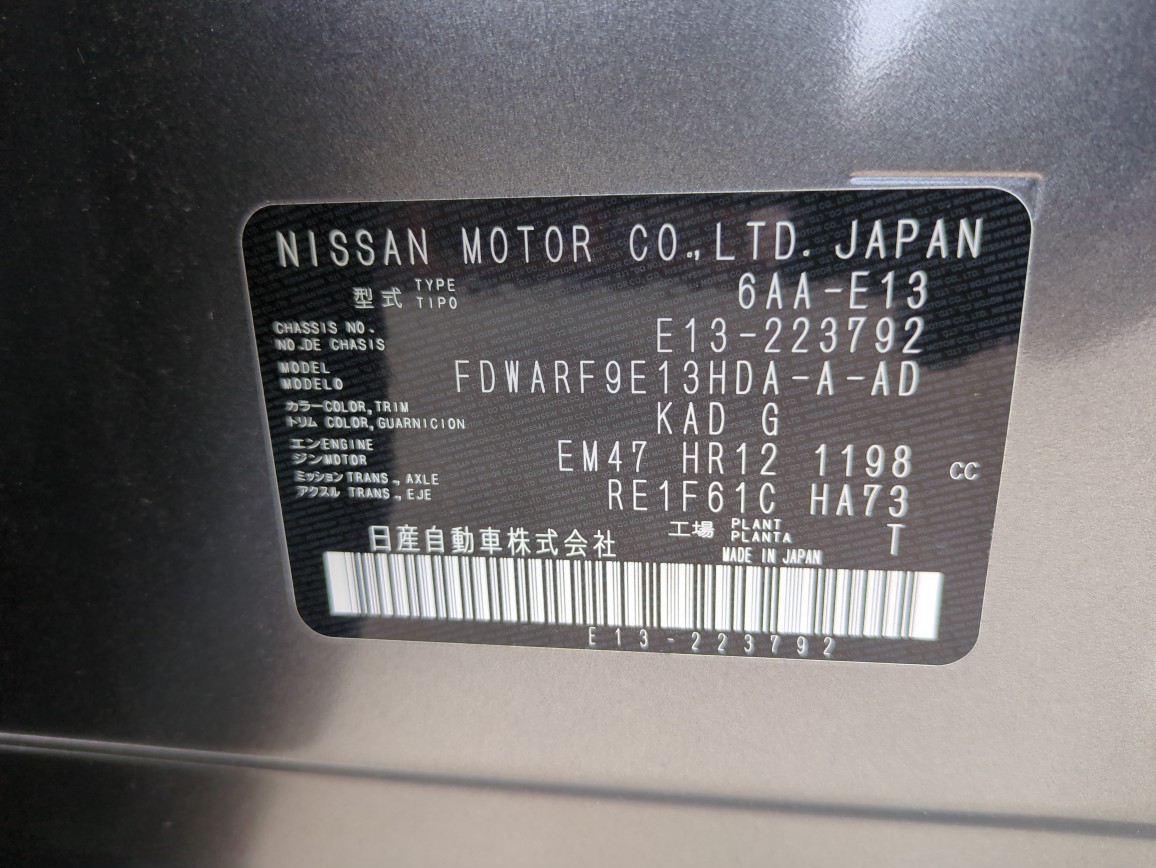 NISSAN MOTOR CO.,LTD. JAPAN
型式 TYPE TIPO 6AA-E13
CHASSIS NO. NO.DE CHASIS E13-223792
MODEL MODELO FDWARF9E13HDA-A-AD
カラー COLOR,TRIM トリム COLOR,GUARNICION KAD G
エンジン ENGINE MOTOR EM47 HR12 1198 CC
ミッション TRANS., AXLE アクスル TRANS., EJE RE1F61C HA73
日産自動車株式会社 工場 PLANT PLANTA T
MADE IN JAPAN
E13-223792